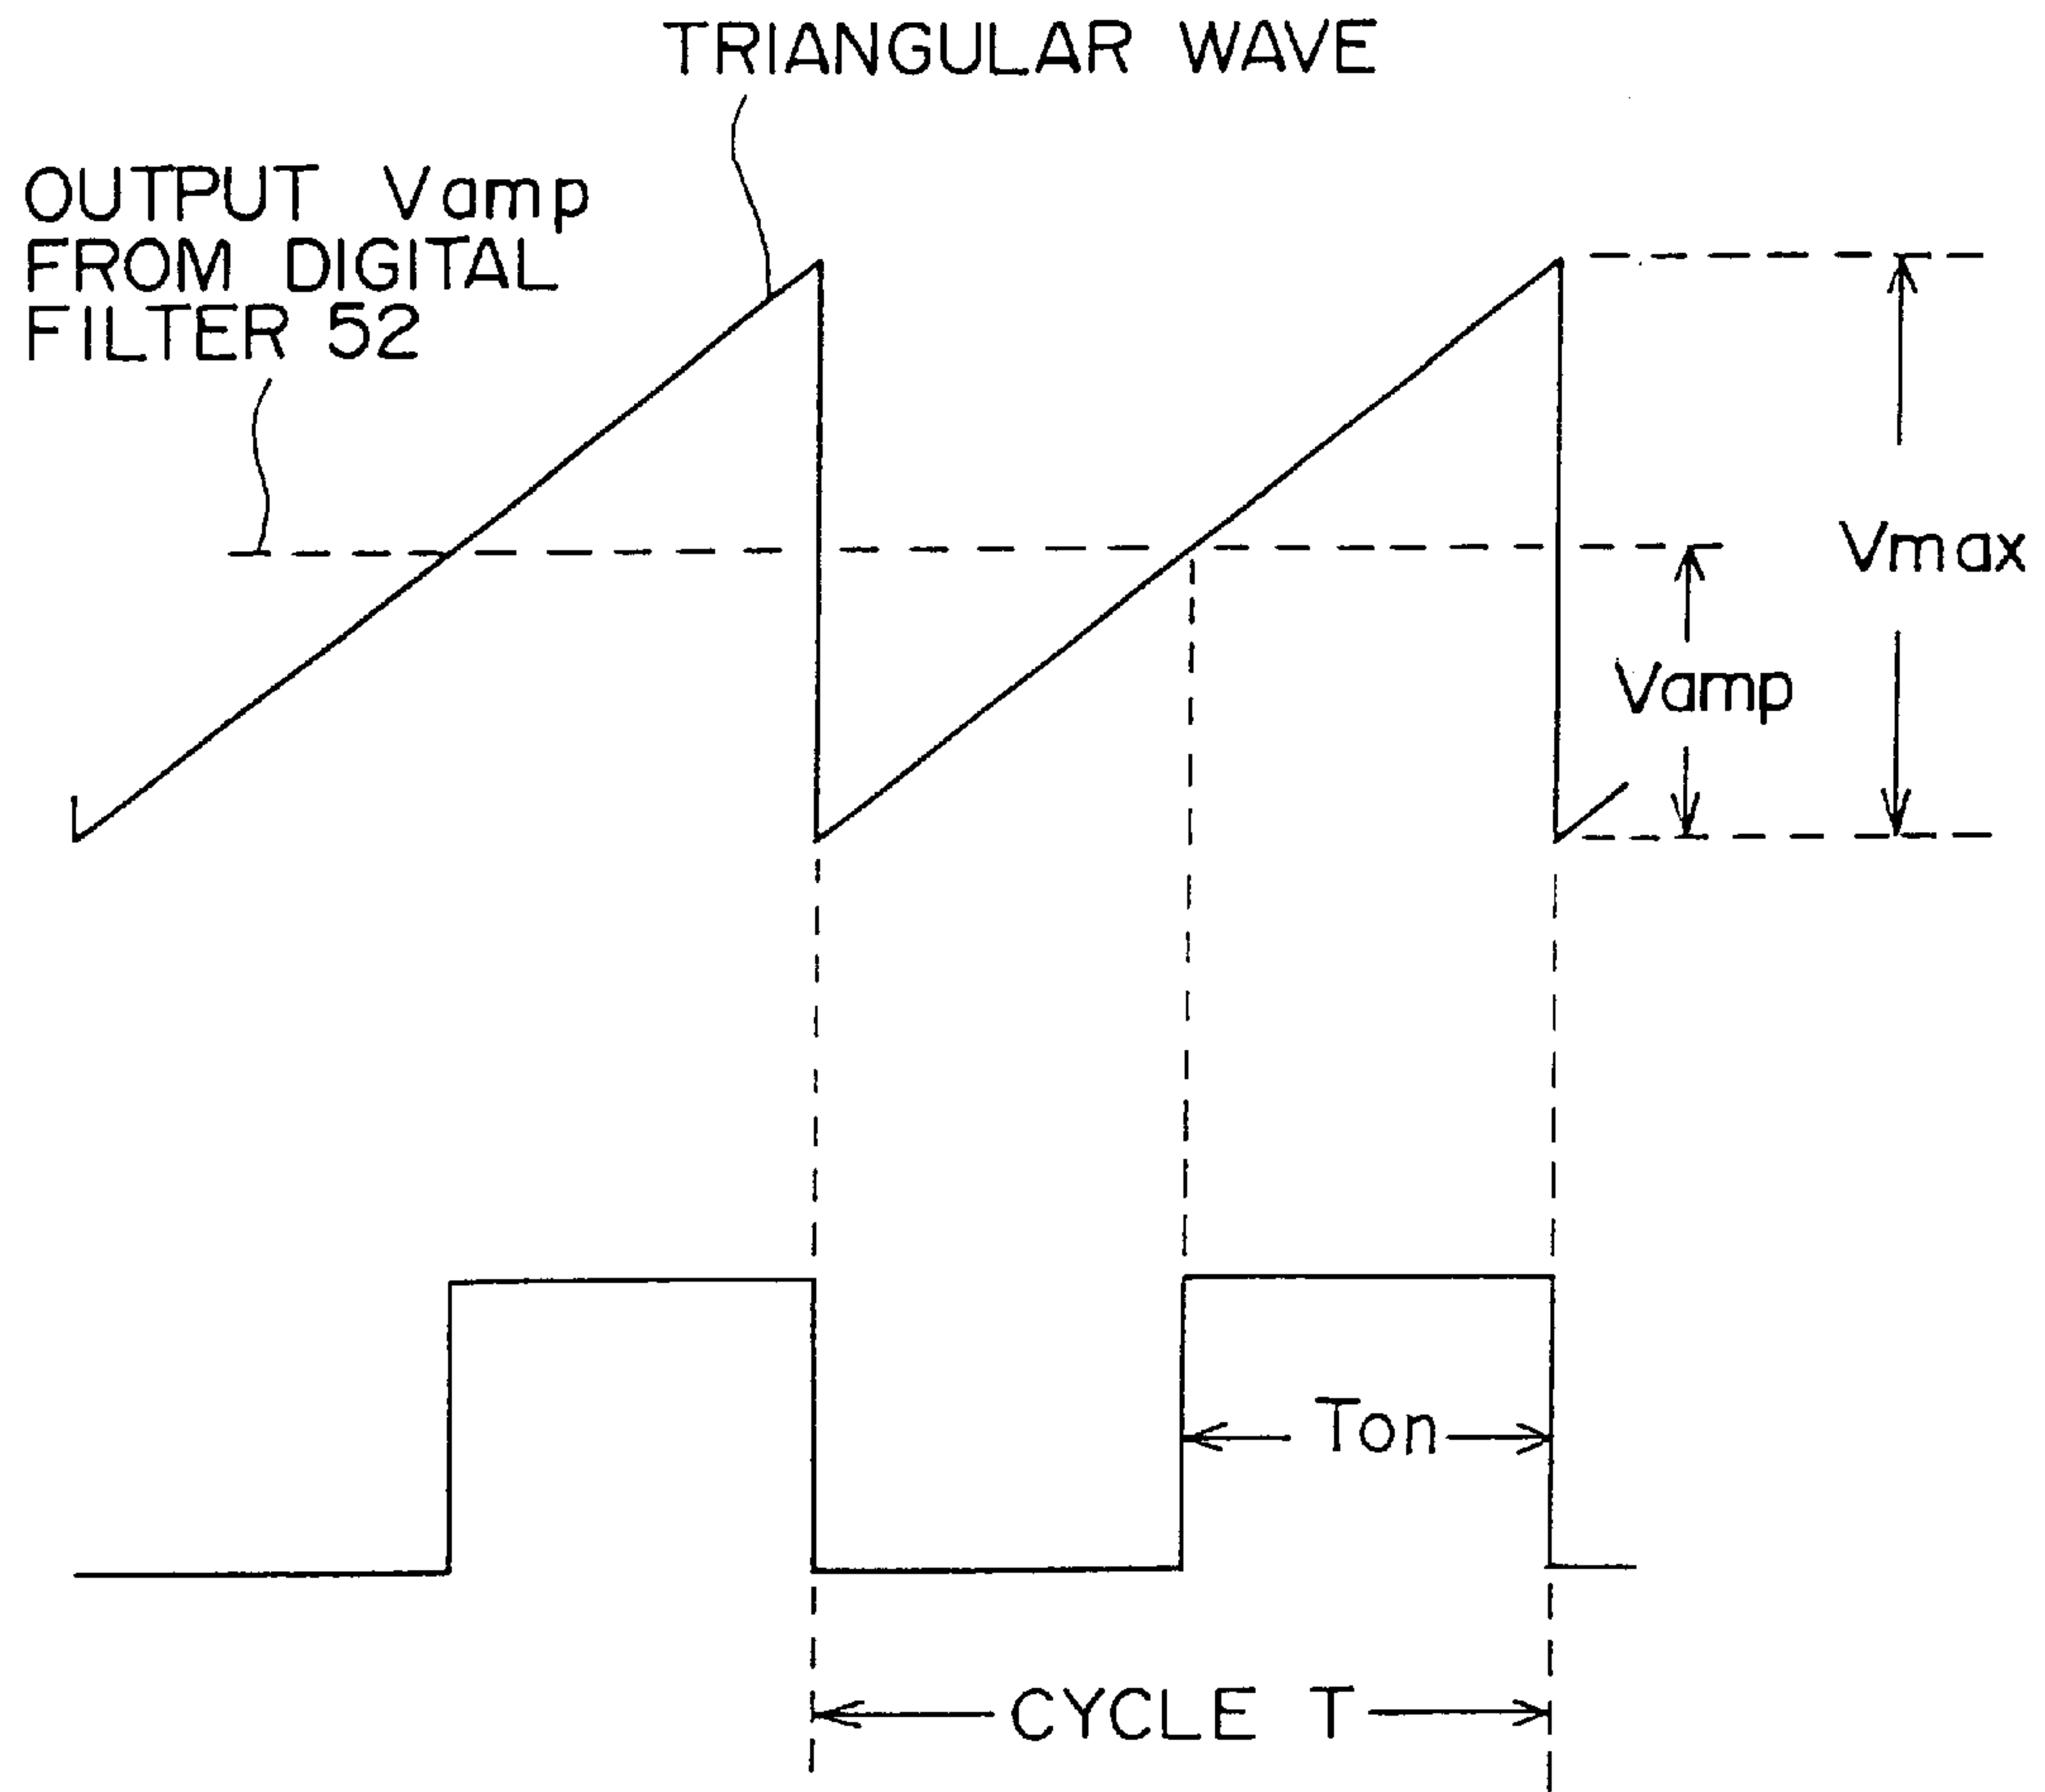 TRIANGULAR WAVE
OUTPUT Vamp
FROM DIGITAL
FILTER 52
Vmax
Vamp
Ton
CYCLE T